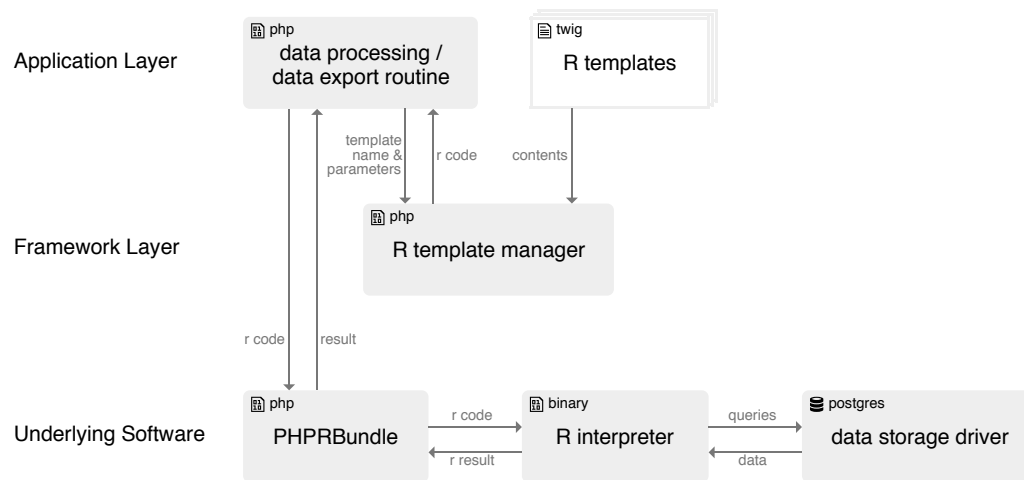 php
data processing /
data export routine
twig
R templates
Application Layer
template
name &
parameters
r code
contents
php
R template manager
Framework Layer
r code
result
php
PHPRBundle
r code
r result
binary
R interpreter
queries
data
postgres
data storage driver
Underlying Software